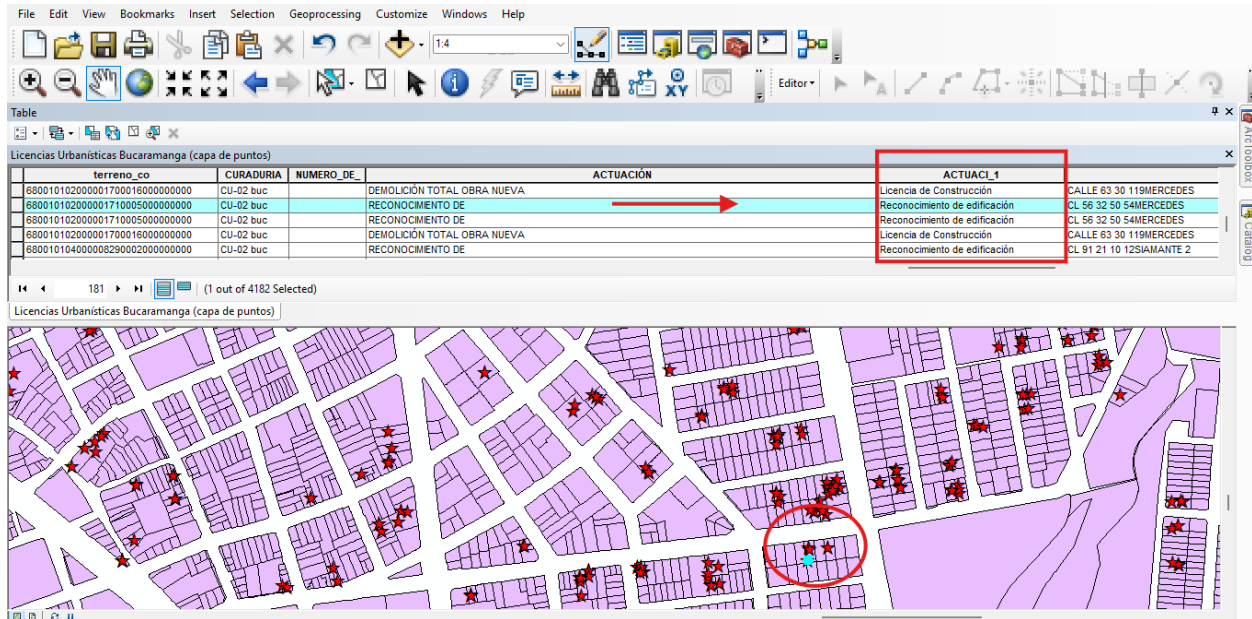 File Edit View Bookmarks Insert Selection Geoprocessing Customize Windows Help
1:4
XY Editor
A
Table
Licencias Urbanísticas Bucaramanga (capa de puntos)
terreno_co CURADURIA NUMERO_DE_ ACTUACIÓN ACTUACI_1
680010102000001700016000000000 CU-02 buc DEMOLICIÓN TOTAL OBRA NUEVA Licencia de Construcción CALLE 63 30 119MERCEDES
680010102000001710005000000000 CU-02 buc RECONOCIMIENTO DE Reconocimiento de edificación CL 56 32 50 54MERCEDES
680010102000001710005000000000 CU-02 buc RECONOCIMIENTO DE Reconocimiento de edificación CL 56 32 50 54MERCEDES
680010102000001700016000000000 CU-02 buc DEMOLICIÓN TOTAL OBRA NUEVA Licencia de Construcción CALLE 63 30 119MERCEDES
680010104000008290002000000000 CU-02 buc RECONOCIMIENTO DE Reconocimiento de edificación CL 91 21 10 12SIAMANTE 2
181 (1 out of 4182 Selected)
Licencias Urbanísticas Bucaramanga (capa de puntos)
ArcToolbox
Catalog